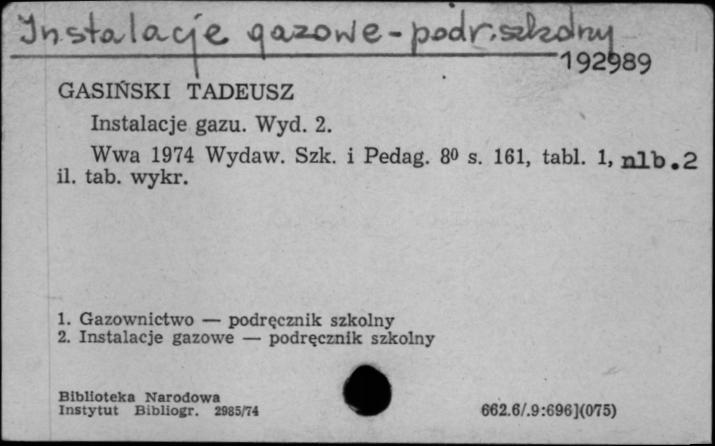 Instalacje gazowe - podr. szkolny
192989
GASIŃSKI TADEUSZ
Instalacje gazu. Wyd. 2.
Wwa 1974 Wydaw. Szk. i Pedag. 8⁰ s. 161, tabl. 1, nlb.2
il. tab. wykr.
1. Gazownictwo — podręcznik szkolny
2. Instalacje gazowe — podręcznik szkolny
Biblioteka Narodowa
Instytut Bibliogr. 2985/74
662.6/.9:696](075)